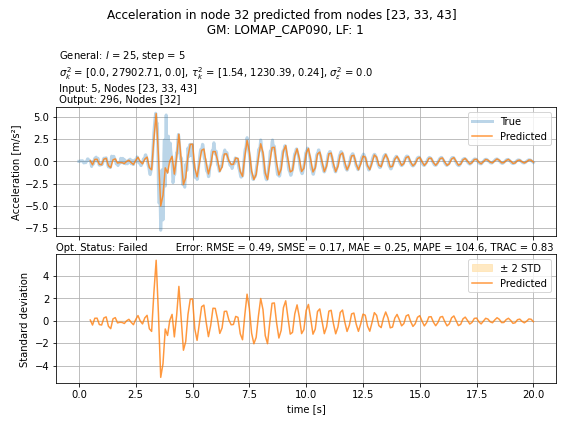 Acceleration in node 32 predicted from nodes [23, 33, 43]
GM: LOMAP_CAP090, LF: 1
General: l = 25, step = 5
σ²ₖ = [0.0, 27902.71, 0.0], τ²ₖ = [1.54, 1230.39, 0.24], σ²ε = 0.0
Input: 5, Nodes [23, 33, 43]
Output: 296, Nodes [32]
5.0
2.5
0.0
−2.5
−5.0
−7.5
Acceleration [m/s²]
True
Predicted
Opt. Status: Failed
Error: RMSE = 0.49, SMSE = 0.17, MAE = 0.25, MAPE = 104.6, TRAC = 0.83
4
2
0
−2
−4
Standard deviation
± 2 STD
Predicted
0.0 2.5 5.0 7.5 10.0 12.5 15.0 17.5 20.0
time [s]